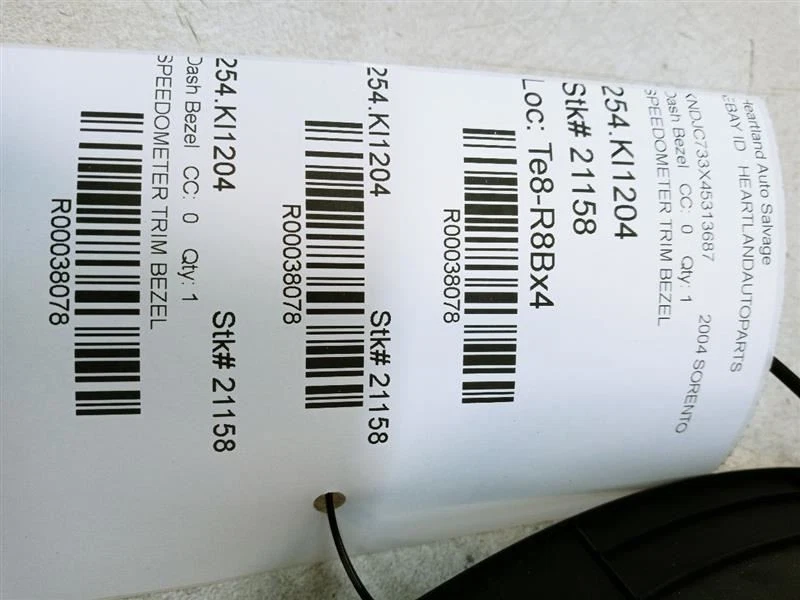 Heartland Auto Salvage
EBAY ID HEARTLANDAUTOPARTS
KNDJC733X45313687 2004 SORENTO
Dash Bezel CC: 0 Qty: 1
SPEEDOMETER TRIM BEZEL
254.KI1204
Stk# 21158
Loc: Te8-R8Bx4
R00038078
254.KI1204 Stk# 21158
R00038078
254.KI1204 Stk# 21158
Dash Bezel CC: 0 Qty: 1
SPEEDOMETER TRIM BEZEL
R00038078